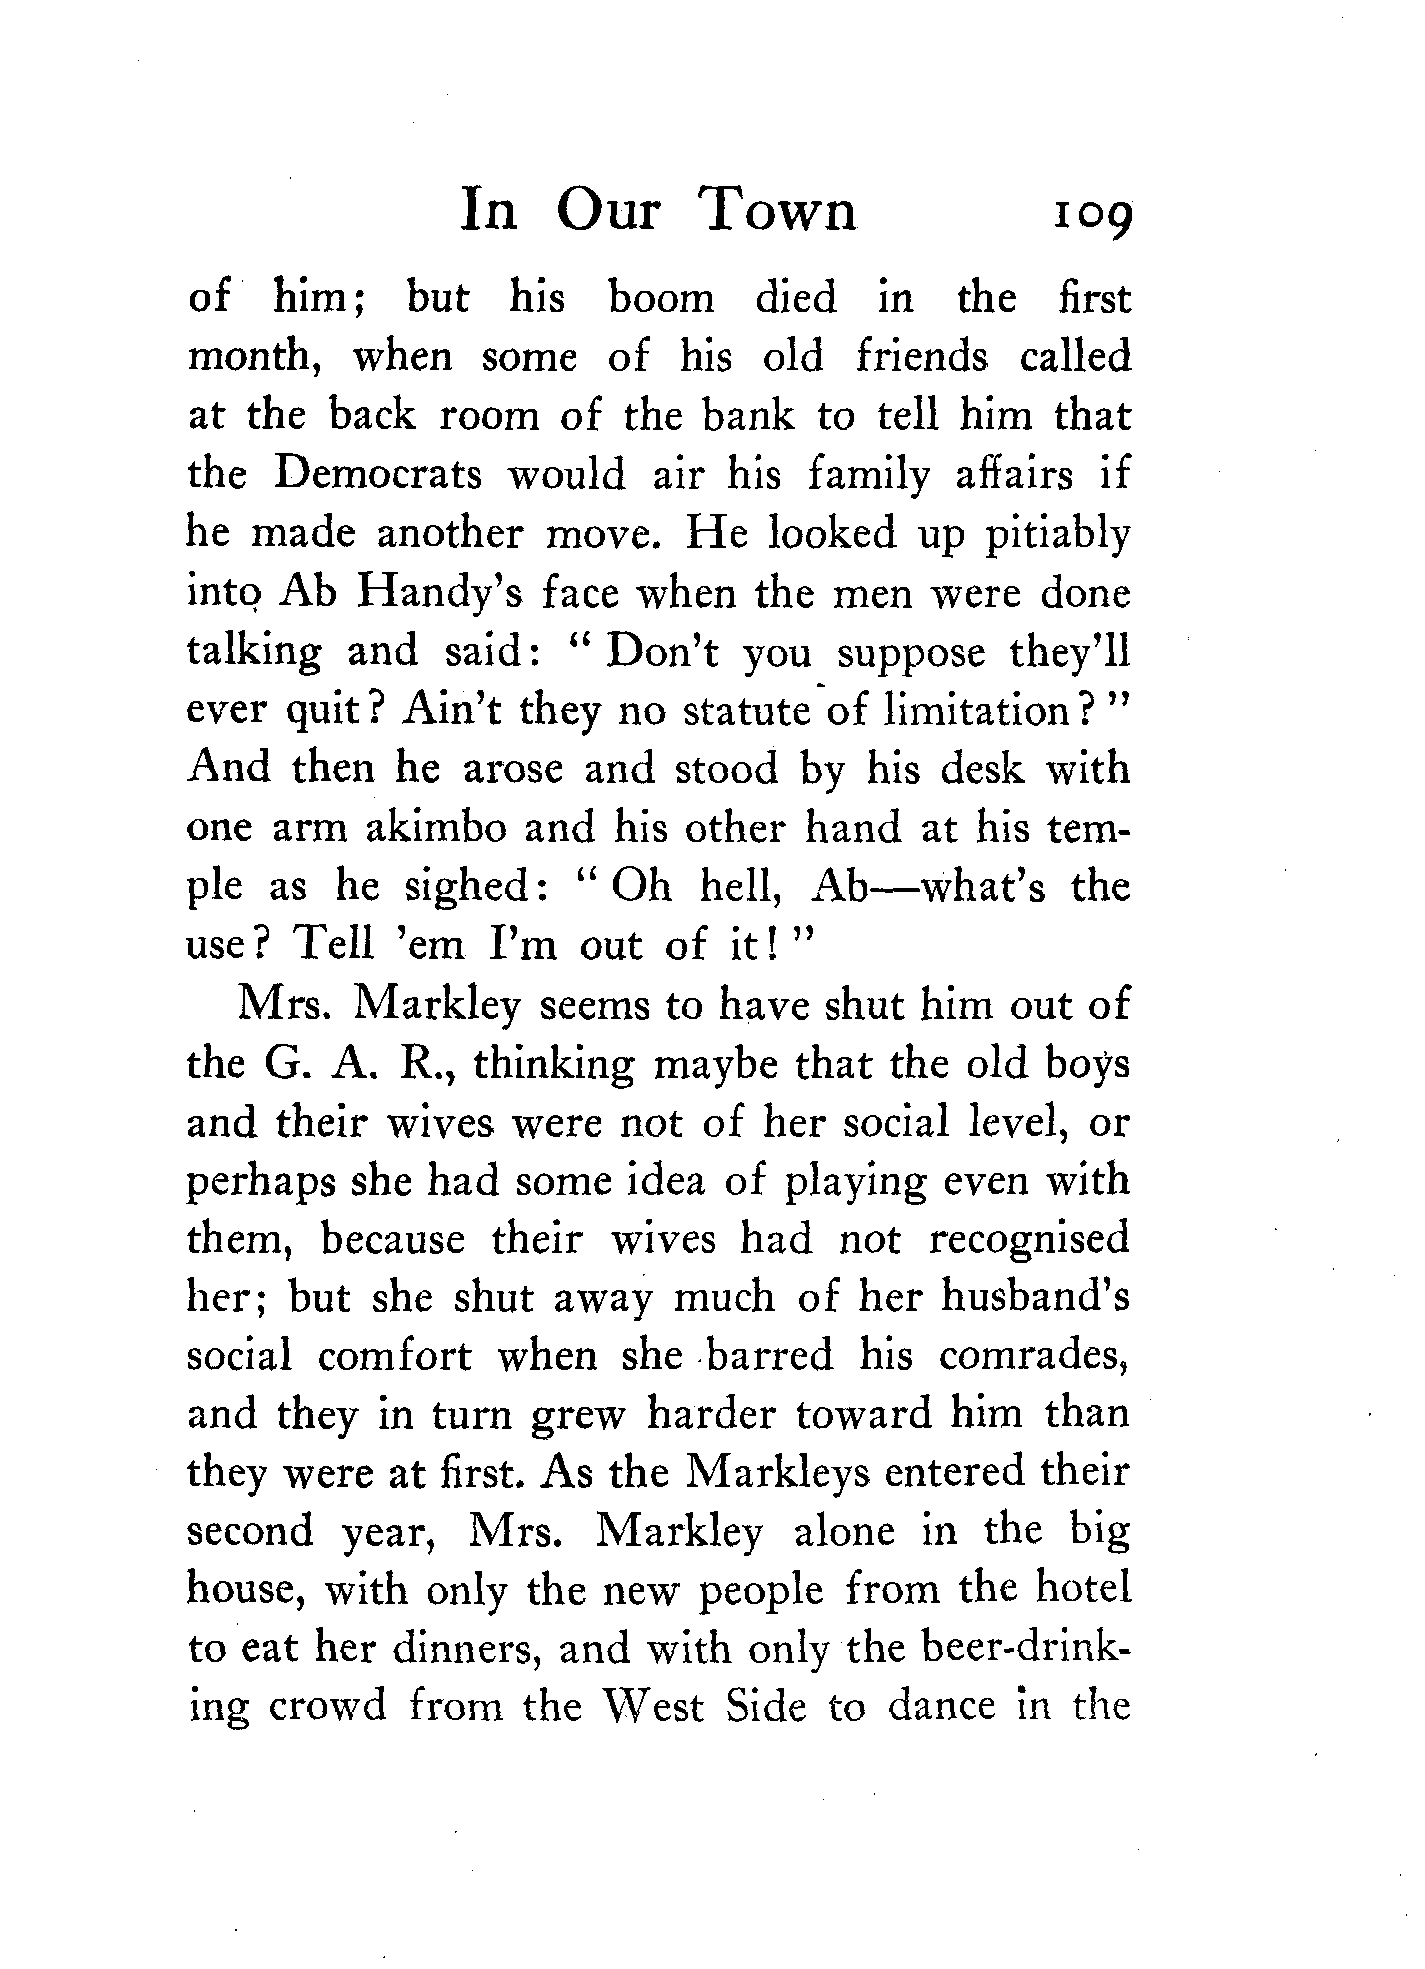 In Our Town 109
of him; but his boom died in the first
month, when some of his old friends called
at the back room of the bank to tell him that
the Democrats would air his family affairs if
he made another move. He looked up pitiably
into Ab Handy's face when the men were done
talking and said: " Don't you suppose they'll
ever quit? Ain't they no statute of limitation? "
And then he arose and stood by his desk with
one arm akimbo and his other hand at his tem-
ple as he sighed: " Oh hell, Ab—what's the
use? Tell 'em I'm out of it! "
Mrs. Markley seems to have shut him out of
the G. A. R., thinking maybe that the old boys
and their wives were not of her social level, or
perhaps she had some idea of playing even with
them, because their wives had not recognised
her; but she shut away much of her husband's
social comfort when she barred his comrades,
and they in turn grew harder toward him than
they were at first. As the Markleys entered their
second year, Mrs. Markley alone in the big
house, with only the new people from the hotel
to eat her dinners, and with only the beer-drink-
ing crowd from the West Side to dance in the